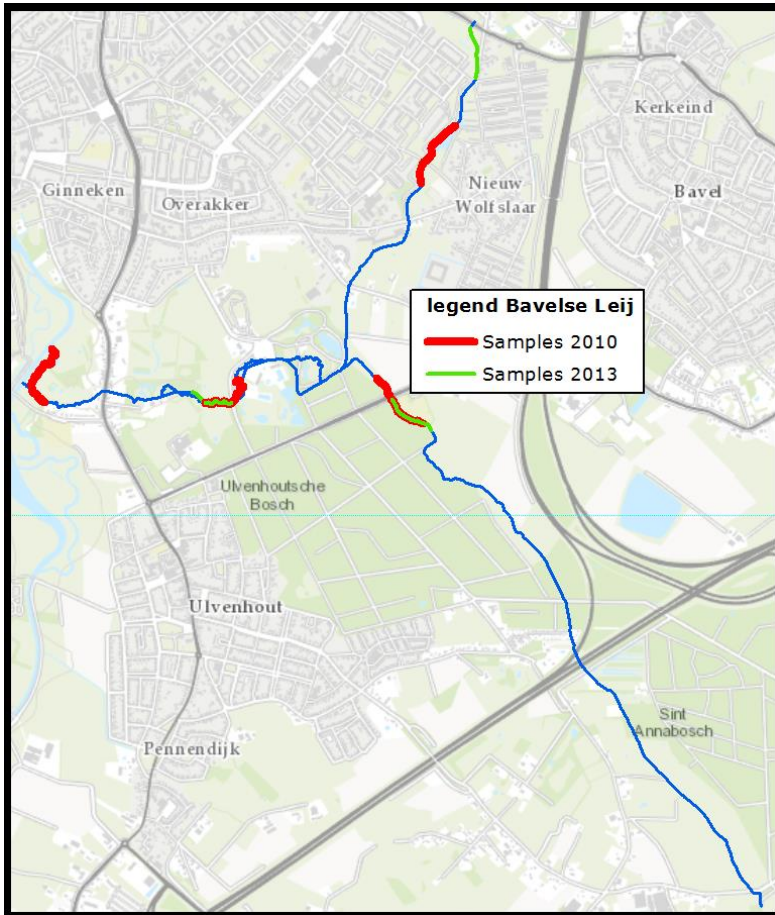 Kerkeind
Ginneken
Overakker
Nieuw
Wolfslaar
Bavel
legend Bavelse Leij
Samples 2010
Samples 2013
Ulvenhoutsche
Bosch
Ulvenhout
Sint
Annabosch
Pennendijk